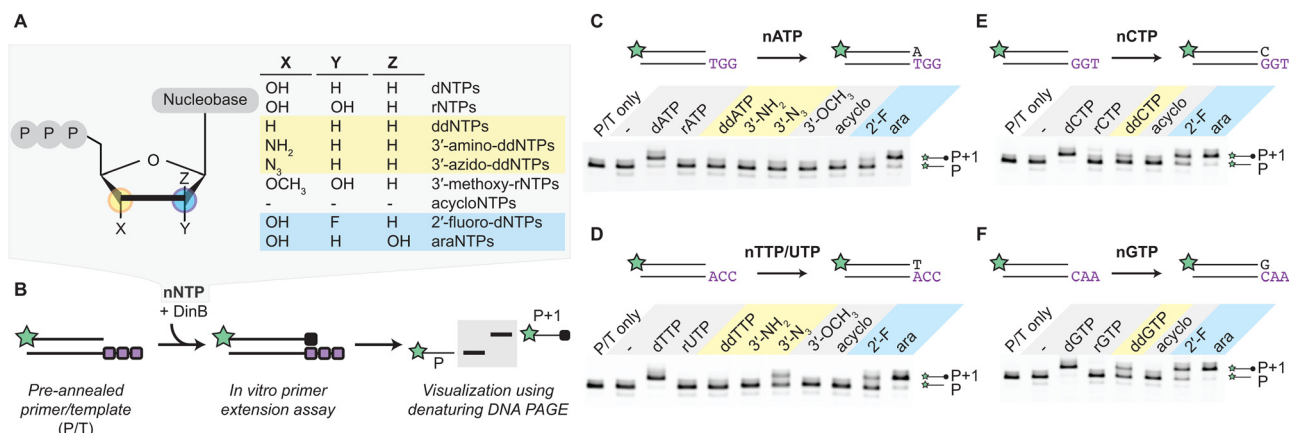 A
X Y Z
OH H H dNTPs
OH OH H rNTPs
H H H ddNTPs
NH2 H H 3′-amino-ddNTPs
N3 H H 3′-azido-ddNTPs
OCH3 OH H 3′-methoxy-rNTPs
- - - acycloNTPs
OH F H 2′-fluoro-dNTPs
OH H OH araNTPs
Nucleobase
P P P
O
Z
X Y
B
nNTP
+ DinB
P+1
P
Pre-annealed
primer/template
(P/T)
In vitro primer
extension assay
Visualization using
denaturing DNA PAGE
C
nATP
A
TGG TGG
P/T only
-
dATP
rATP
ddATP
3′-NH2
3′-N3
3′-OCH3
acyclo
2′-F
ara
P+1
P
D
nTTP/UTP
T
ACC ACC
P/T only
-
dTTP
rUTP
ddTTP
3′-NH2
3′-N3
3′-OCH3
acyclo
2′-F
ara
P+1
P
E
nCTP
C
GGT GGT
P/T only
-
dCTP
rCTP
ddCTP
acyclo
2′-F
ara
P+1
P
F
nGTP
G
CAA CAA
P/T only
-
dGTP
rGTP
ddGTP
acyclo
2′-F
ara
P+1
P